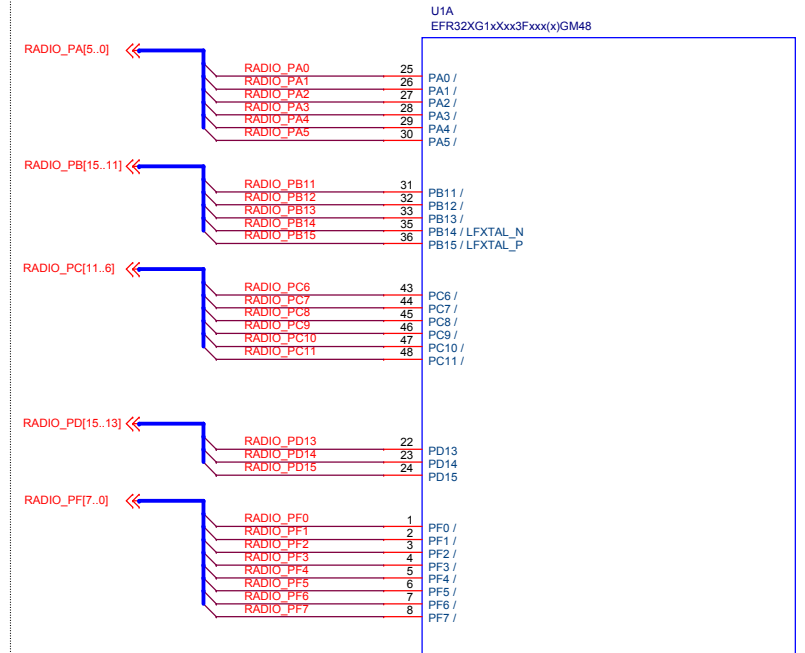 U1A
EFR32XG1xXxx3Fxxx(x)GM48
RADIO_PA[5..0]
RADIO_PA0 25 PA0 /
RADIO_PA1 26 PA1 /
RADIO_PA2 27 PA2 /
RADIO_PA3 28 PA3 /
RADIO_PA4 29 PA4 /
RADIO_PA5 30 PA5 /
RADIO_PB[15..11]
RADIO_PB11 31 PB11 /
RADIO_PB12 32 PB12 /
RADIO_PB13 33 PB13 /
RADIO_PB14 35 PB14 / LFXTAL_N
RADIO_PB15 36 PB15 / LFXTAL_P
RADIO_PC[11..6]
RADIO_PC6 43 PC6 /
RADIO_PC7 44 PC7 /
RADIO_PC8 45 PC8 /
RADIO_PC9 46 PC9 /
RADIO_PC10 47 PC10 /
RADIO_PC11 48 PC11 /
RADIO_PD[15..13]
RADIO_PD13 22 PD13
RADIO_PD14 23 PD14
RADIO_PD15 24 PD15
RADIO_PF[7..0]
RADIO_PF0 1 PF0 /
RADIO_PF1 2 PF1 /
RADIO_PF2 3 PF2 /
RADIO_PF3 4 PF3 /
RADIO_PF4 5 PF4 /
RADIO_PF5 6 PF5 /
RADIO_PF6 7 PF6 /
RADIO_PF7 8 PF7 /